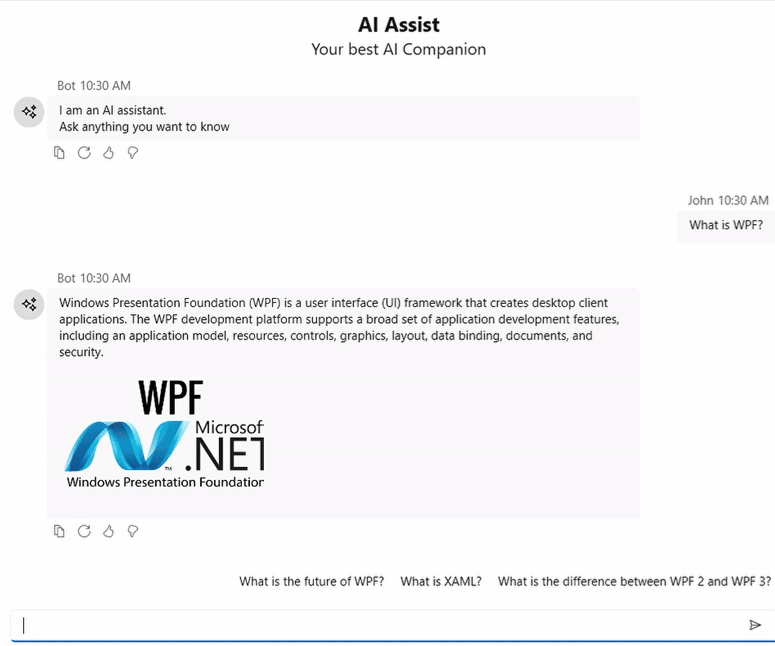 AI Assist
Your best AI Companion
Bot 10:30 AM
I am an AI assistant.
Ask anything you want to know
John 10:30 AM
What is WPF?
Bot 10:30 AM
Windows Presentation Foundation (WPF) is a user interface (UI) framework that creates desktop client
applications. The WPF development platform supports a broad set of application development features,
including an application model, resources, controls, graphics, layout, data binding, documents, and
security.
WPF
Microsof
™ .NET
Windows Presentation Foundation
What is the future of WPF? What is XAML? What is the difference between WPF 2 and WPF 3?